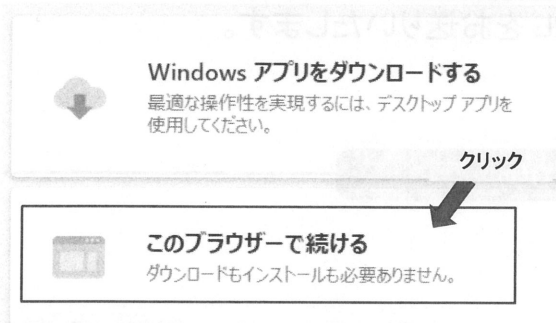 Windows アプリをダウンロードする
最適な操作性を実現するには、デスクトップ アプリを
使用してください。
クリック
このブラウザーで続ける
ダウンロードもインストールも必要ありません。